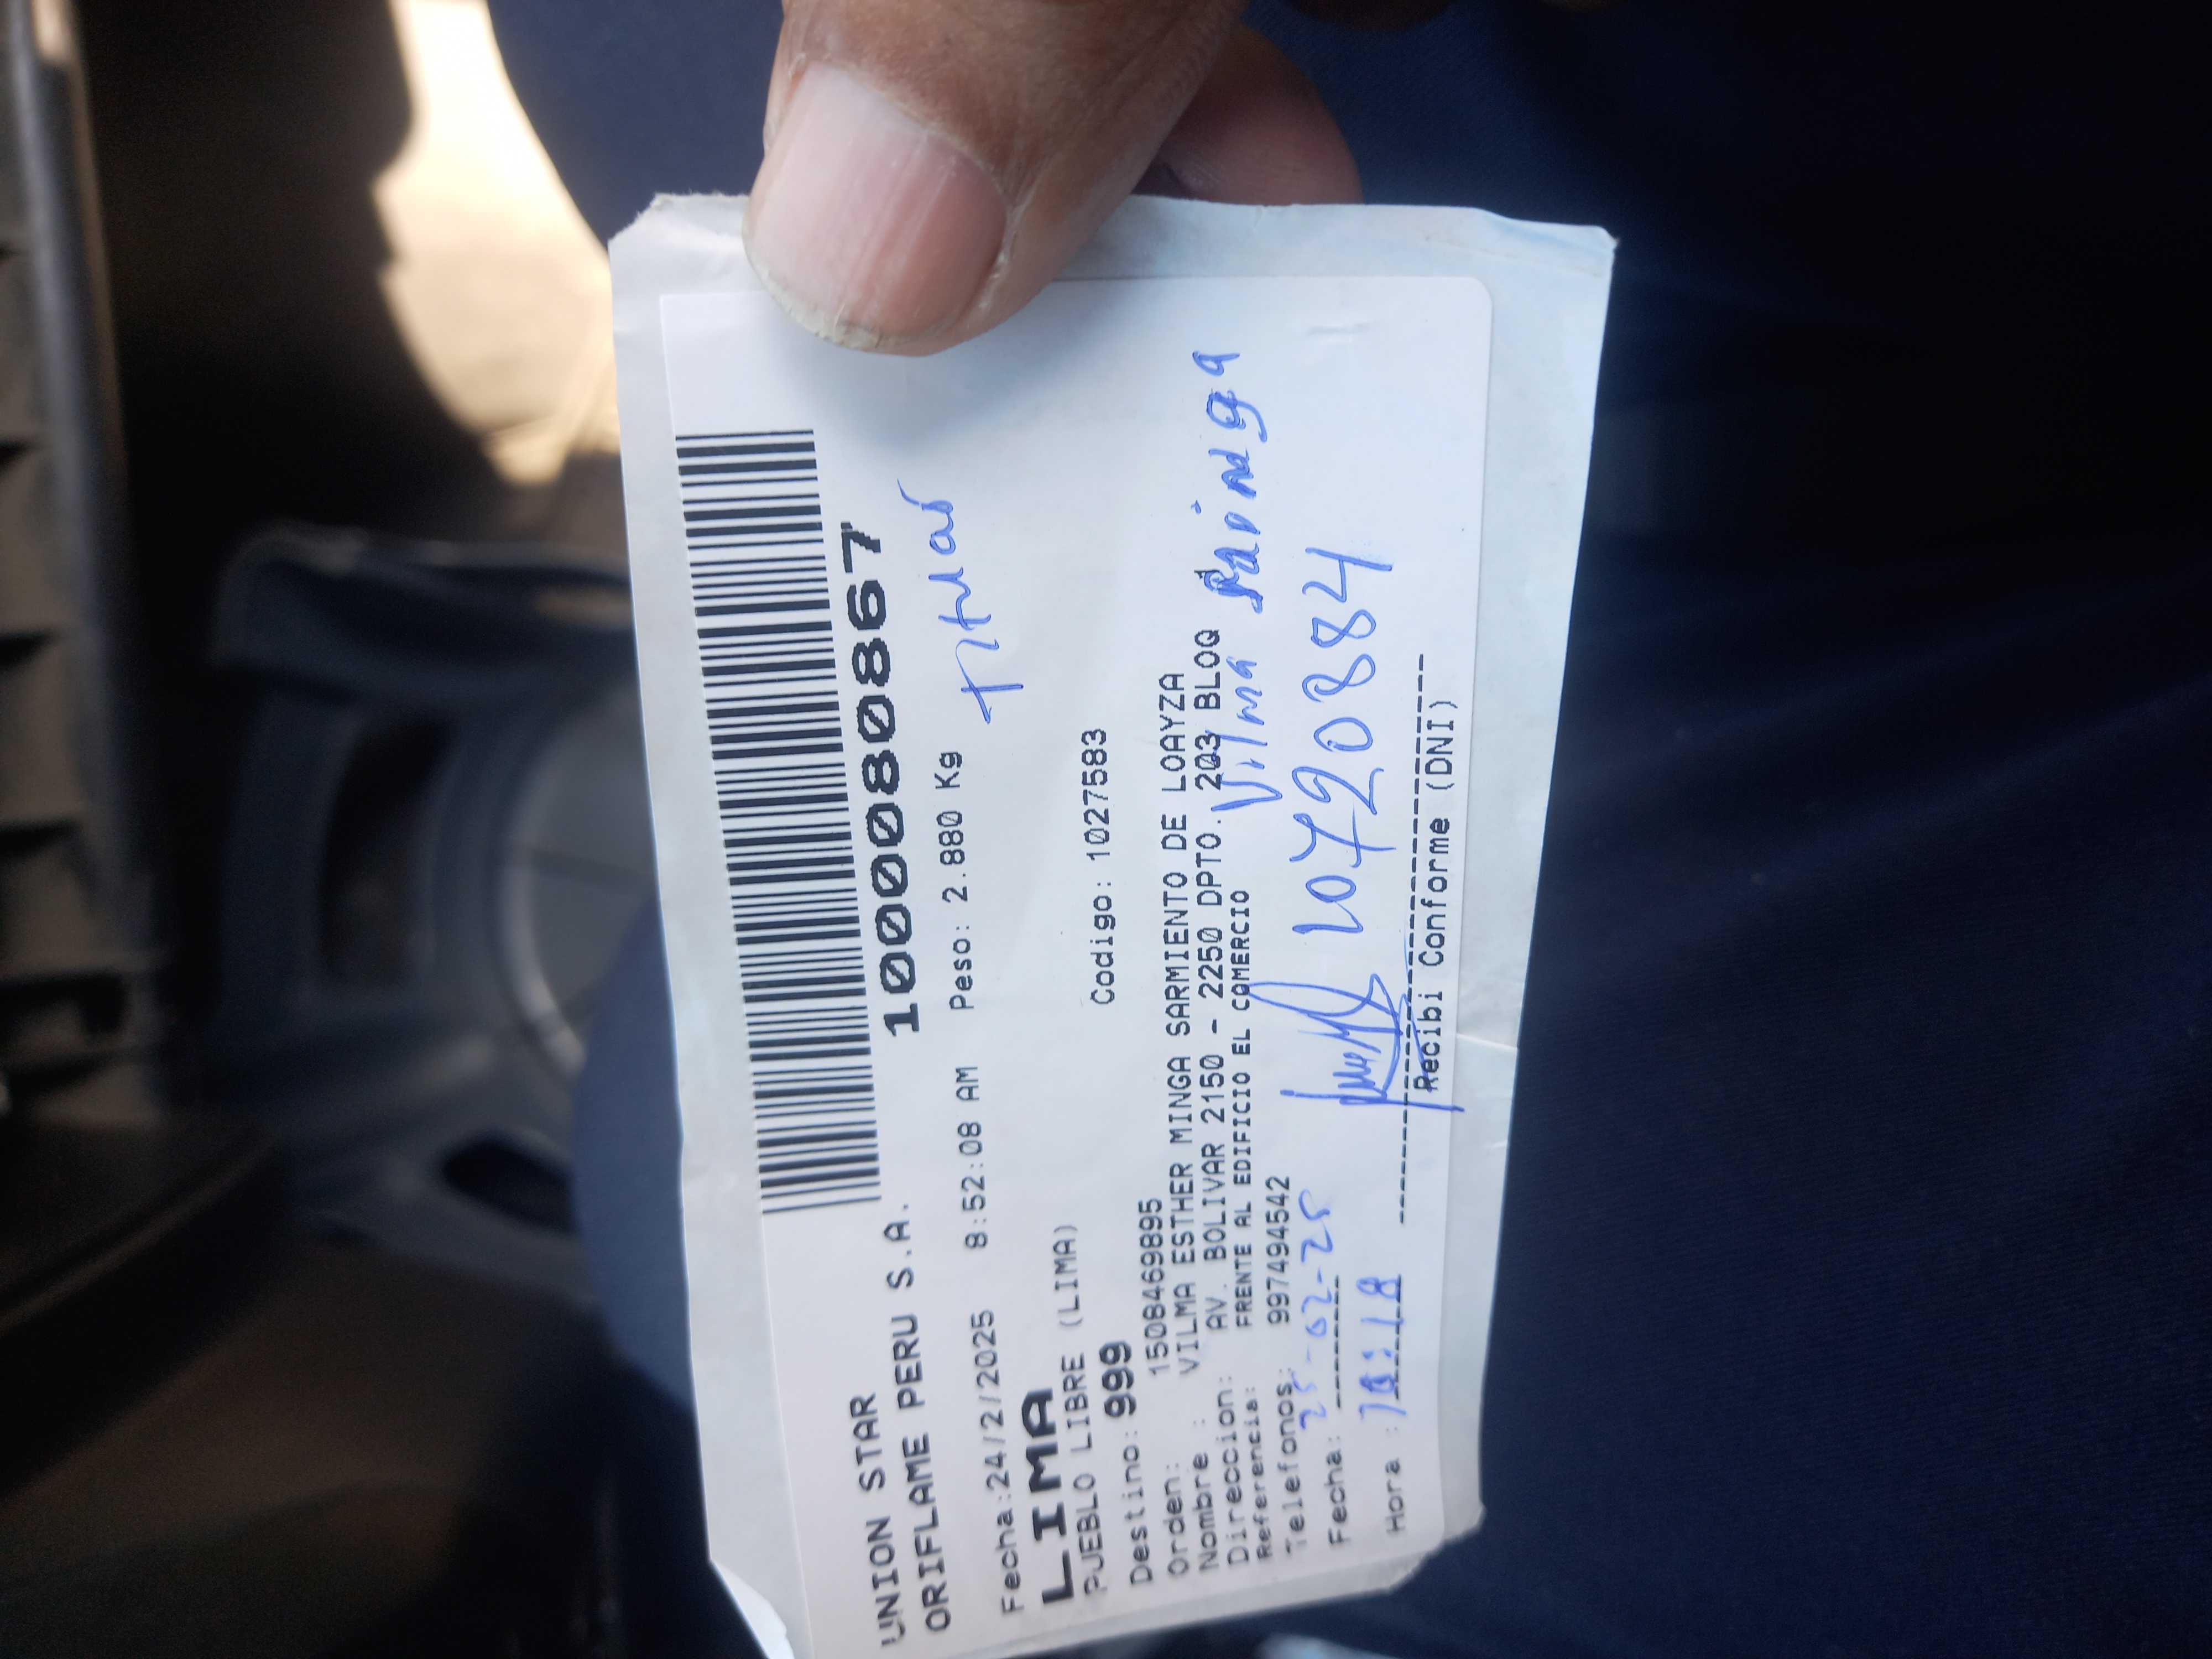 UNION STAR
ORIFLAME PERU S.A. 10000080867
Fecha:24/2/2025 8:52:08 AM Peso: 2.880 Kg
Titular
LIMA
PUEBLO LIBRE (LIMA)
Destino: 999 Codigo: 1027583
Orden: 1508469895
Nombre : VILMA ESTHER MINGA SARMIENTO DE LOAYZA
Direccion: AV. BOLIVAR 2150 - 2250 DPTO. 203 BLOQ
Referencia: FRENTE AL EDIFICIO EL COMERCIO
Telefonos: 997494542
Vilma
Fecha: 25-02-25
10720884
Hora :
Recibi Conforme (DNI)